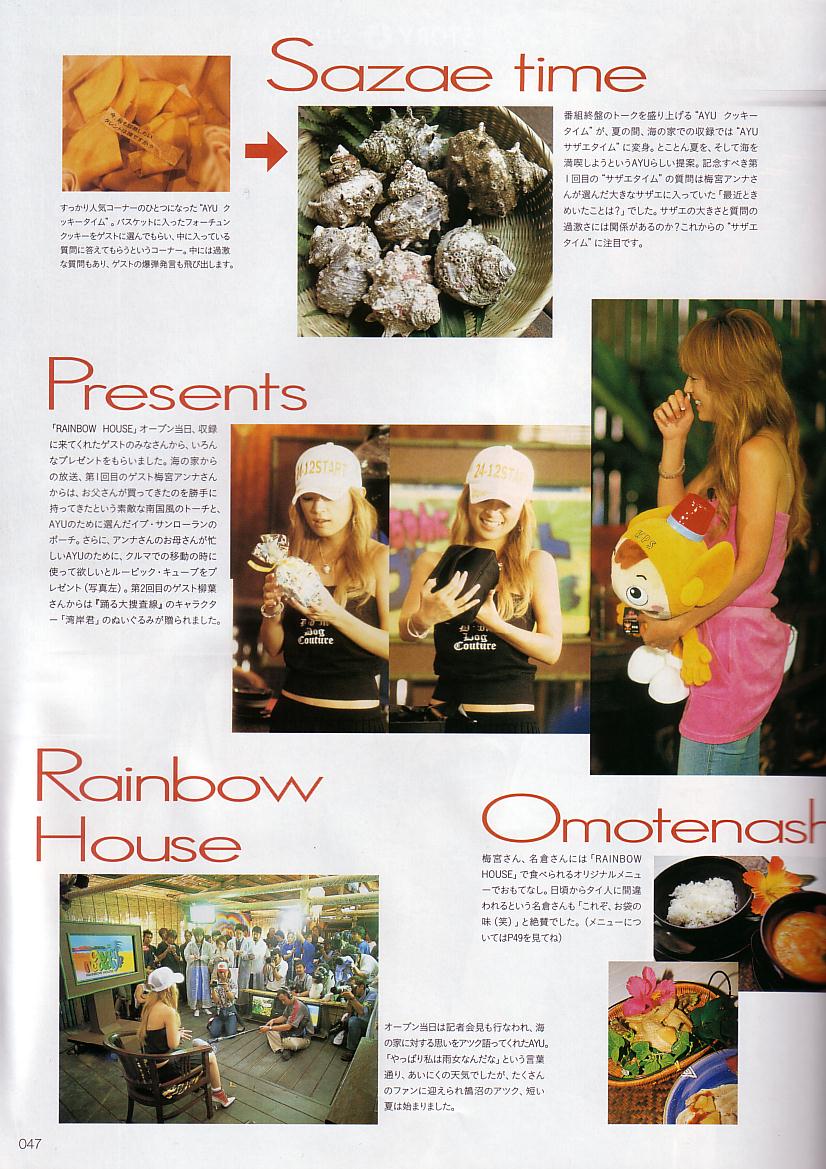 Sazae time
すっかり人気コーナーのひとつになった“AYU ク
ッキータイム”。バスケットに入ったフォーチュン
クッキーをゲストに選んでもらい、中に入っている
質問に答えてもらうというコーナー。中には過激
な質問もあり、ゲストの爆弾発言も飛び出します。
番組終盤のトークを盛り上げる“AYU クッキー
タイム”が、夏の間、海の家での収録では“AYU
サザエタイム”に変身。とことん夏を、そして海を
満喫しようというAYUらしい提案。記念すべき第
1回目の“サザエタイム”の質問は梅宮アンナさ
んが選んだ大きなサザエに入っていた「最近とき
めいたことは?」でした。サザエの大きさと質問の
過激さには関係があるのか?これからの“サザエ
タイム”に注目です。
Presents
「RAINBOW HOUSE」オープン当日、収録
に来てくれたゲストのみなさんから、いろん
なプレゼントをもらいました。海の家から
の放送、第1回目のゲスト梅宮アンナさん
からは、お父さんが買ってきたのを勝手に
持ってきたという素敵な南国風のトーチと、
AYUのために選んだイブ・サンローランの
ポーチ。さらに、アンナさんのお母さんが忙
しいAYUのために、クルマでの移動の時に
使って欲しいとルービック・キューブをプ
レゼント(写真左)。第2回目のゲスト柳葉
さんからは『踊る大捜査線』のキャラクタ
ー「湾岸君」のぬいぐるみが贈られました。
24-12START
Dog
Couture
24-12START
Dog
Couture
Rainbow
House
オープン当日は記者会見も行なわれ、海
の家に対する思いをアツク語ってくれたAYU。
「やっぱり私は雨女なんだな」という言葉
通り、あいにくの天気でしたが、たくさん
のファンに迎えられ鵠沼のアツク、短い
夏は始まりました。
Omotenash
梅宮さん、名倉さんには「RAINBOW
HOUSE」で食べられるオリジナルメニュ
ーでおもてなし。日頃からタイ人に間違
われるという名倉さんも「これぞ、お袋の
味(笑)」と絶賛でした。(メニューにつ
いてはP49を見てね)
047